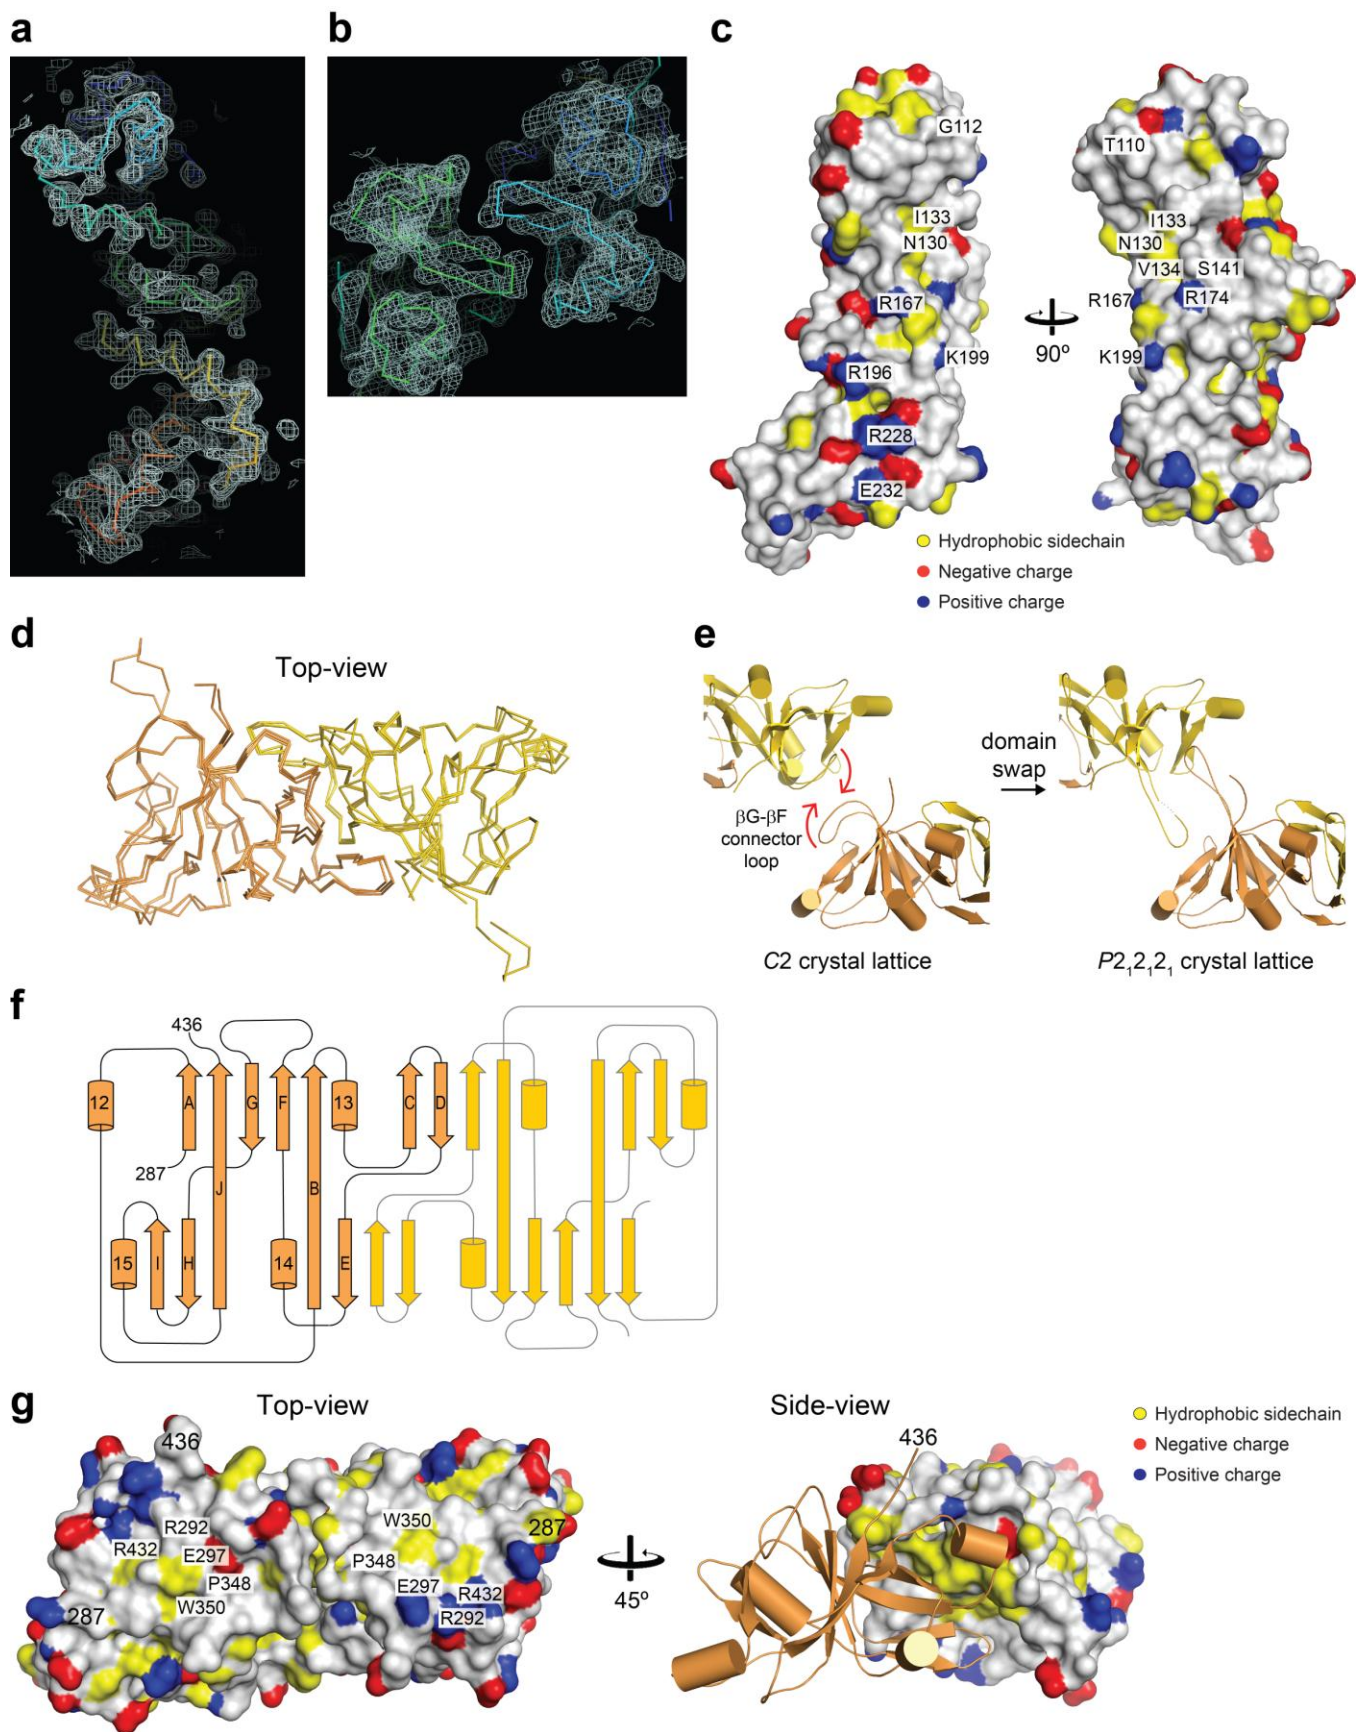 a
b
c
G112
T110
I133
N130
I133
N130
V134
S141
R167
R167
R174
K199
K199
R196
90º
R228
E232
Hydrophobic sidechain
Negative charge
Positive charge
d
Top-view
e
domain
swap
βG-βF
connector
loop
C2 crystal lattice
P2₁2₁2₁ crystal lattice
f
436
12
A
G
F
13
C
D
287
J
B
15
I
H
14
E
g
Top-view
Side-view
436
436
Hydrophobic sidechain
Negative charge
Positive charge
R292
W350
287
R432
E297
P348
P348
E297
R432
W350
R292
287
45º